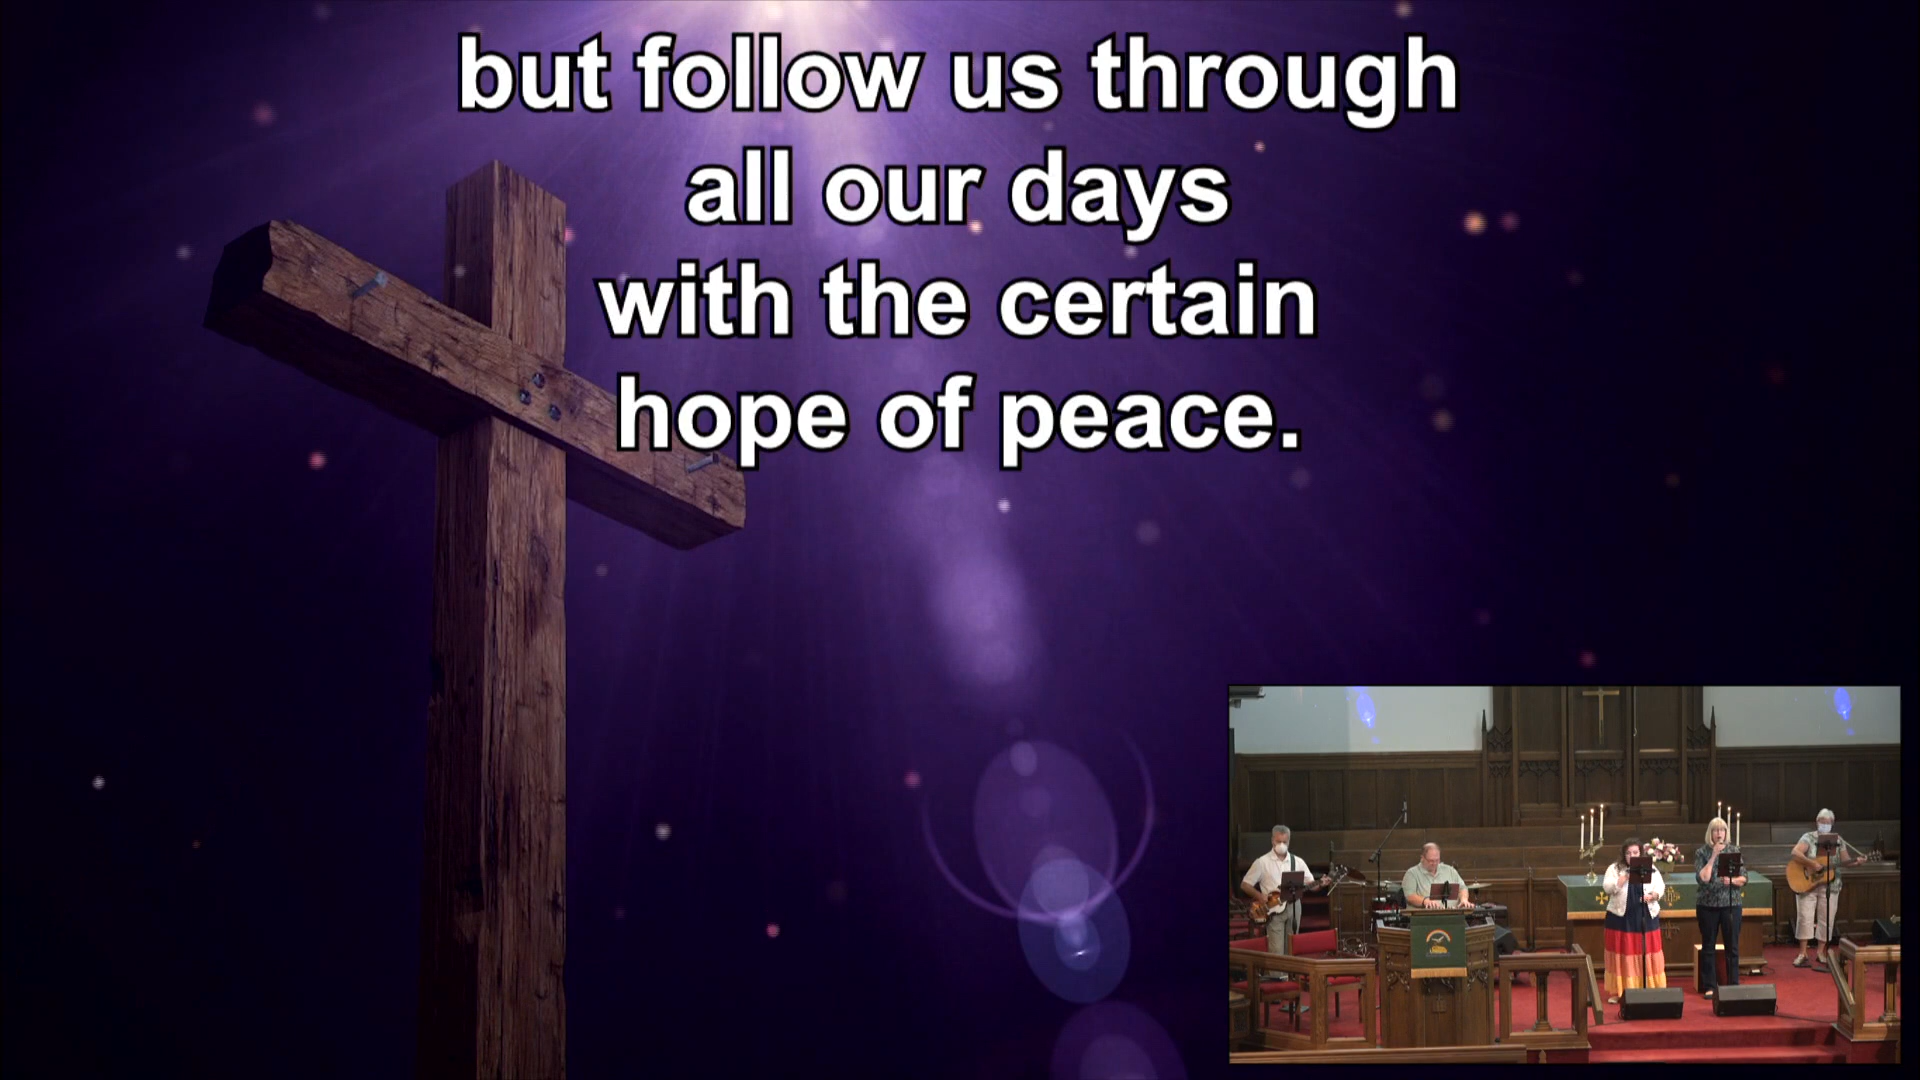 but follow us through
all our days
with the certain
hope of peace.